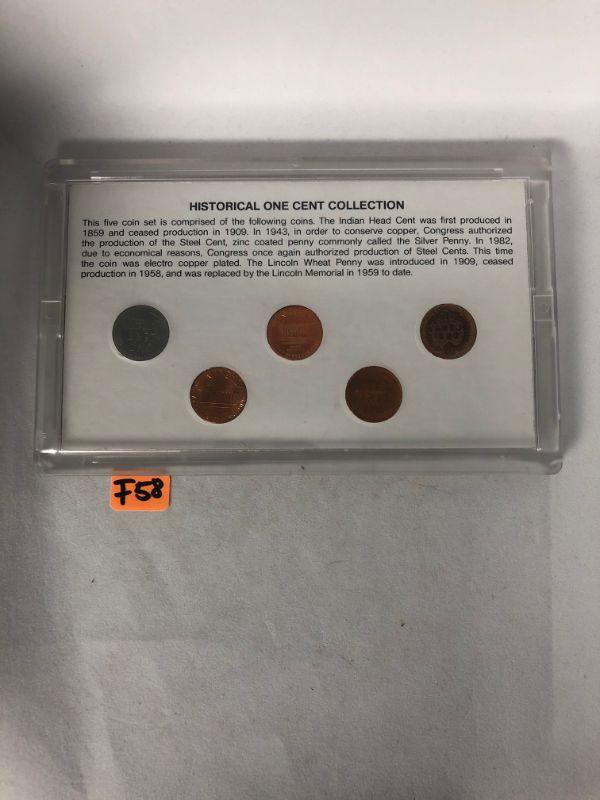 HISTORICAL ONE CENT COLLECTION
This five coin set is comprised of the following coins. The Indian Head Cent was first produced in
1859 and ceased production in 1909. In 1943, in order to conserve copper, Congress authorized
the production of the Steel Cent, zinc coated penny commonly called the Silver Penny. In 1982,
due to economical reasons, Congress once again authorized production of Steel Cents. This time
the coin was electro copper plated. The Lincoln Wheat Penny was introduced in 1909, ceased
production in 1958, and was replaced by the Lincoln Memorial in 1959 to date.
F58